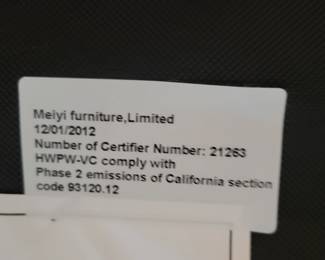 Meiyi furniture,Limited
12/01/2012
Number of Certifier Number: 21263
HWPW-VC comply with
Phase 2 emissions of California section
code 93120.12